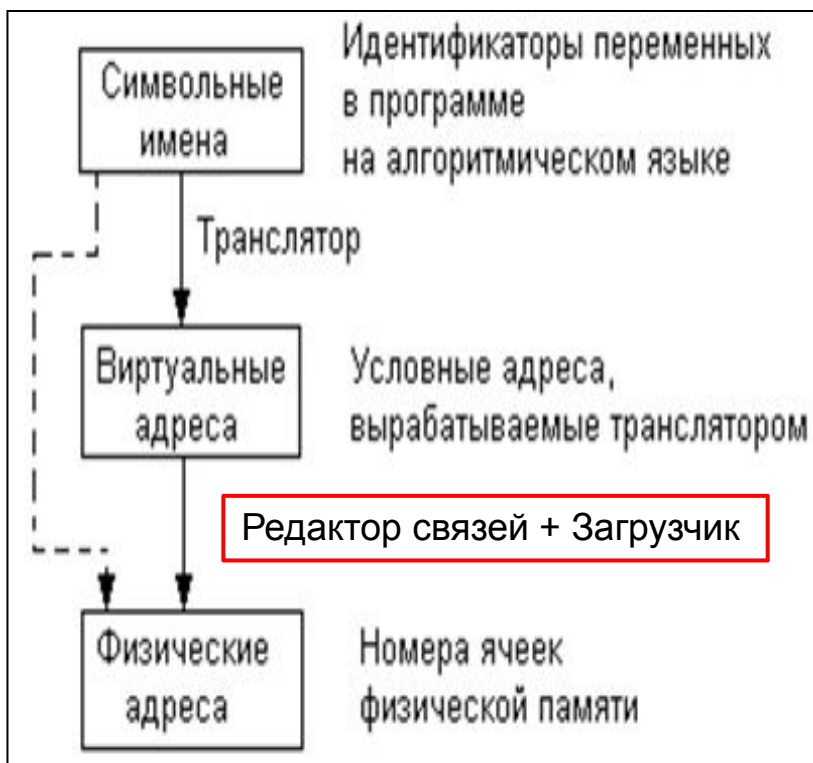 Символьные
имена
Идентификаторы переменных
в программе
на алгоритмическом языке
Транслятор
Виртуальные
адреса
Условные адреса,
вырабатываемые транслятором
Редактор связей + Загрузчик
Физические
адреса
Номера ячеек
физической памяти